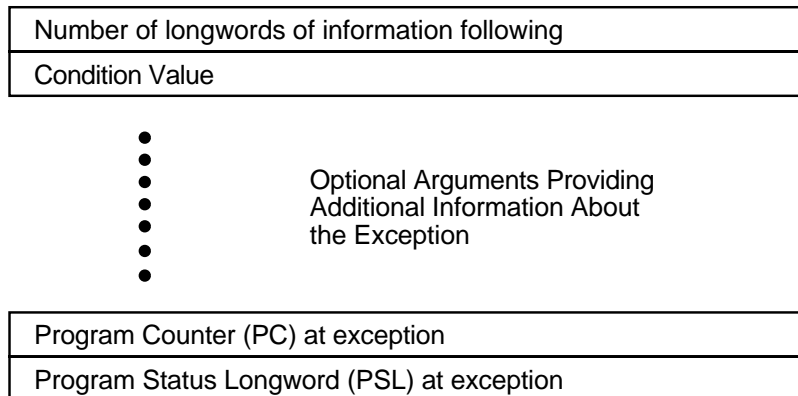 Number of longwords of information following
Condition Value
Optional Arguments Providing
Additional Information About
the Exception
Program Counter (PC) at exception
Program Status Longword (PSL) at exception